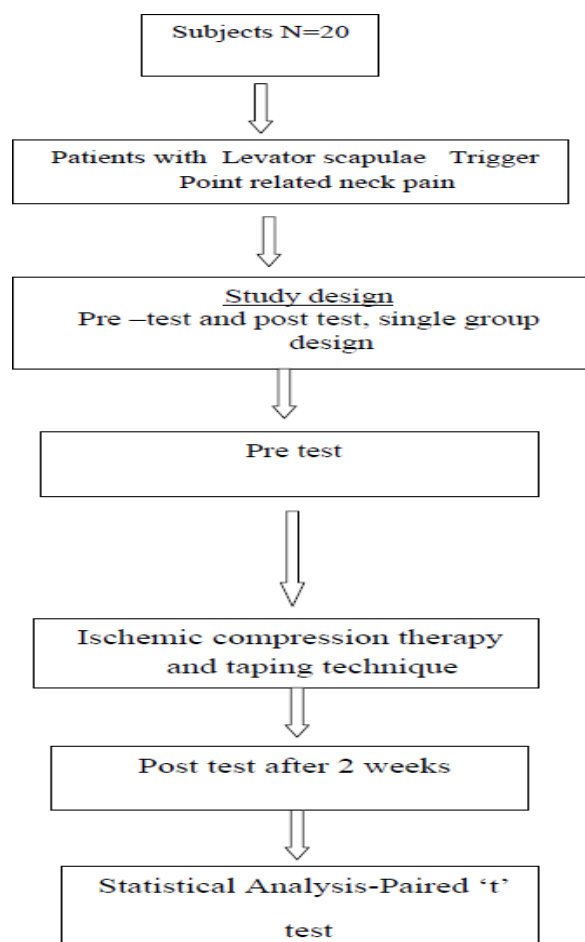 Subjects N=20
Patients with Levator scapulae Trigger
Point related neck pain
Study design
Pre –test and post test, single group
design
Pre test
Ischemic compression therapy
and taping technique
Post test after 2 weeks
Statistical Analysis-Paired ‘t’
test